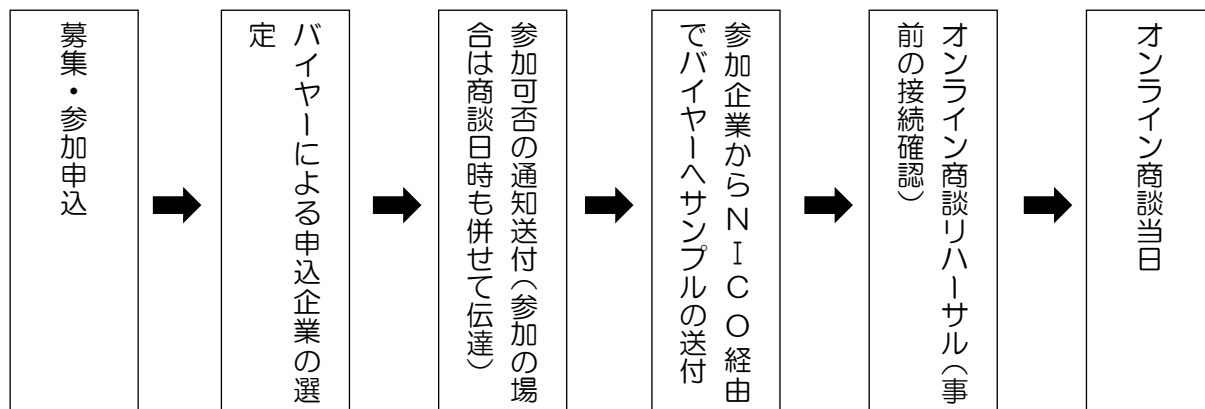 募集・参加申込
バイヤーによる申込企業の選
定
参加可否の通知送付（参加の場
合は商談日時も併せて伝達）
参加企業からＮＩＣＯ経由
でバイヤーへサンプルの送付
オンライン商談リハーサル（事
前の接続確認）
オンライン商談当日